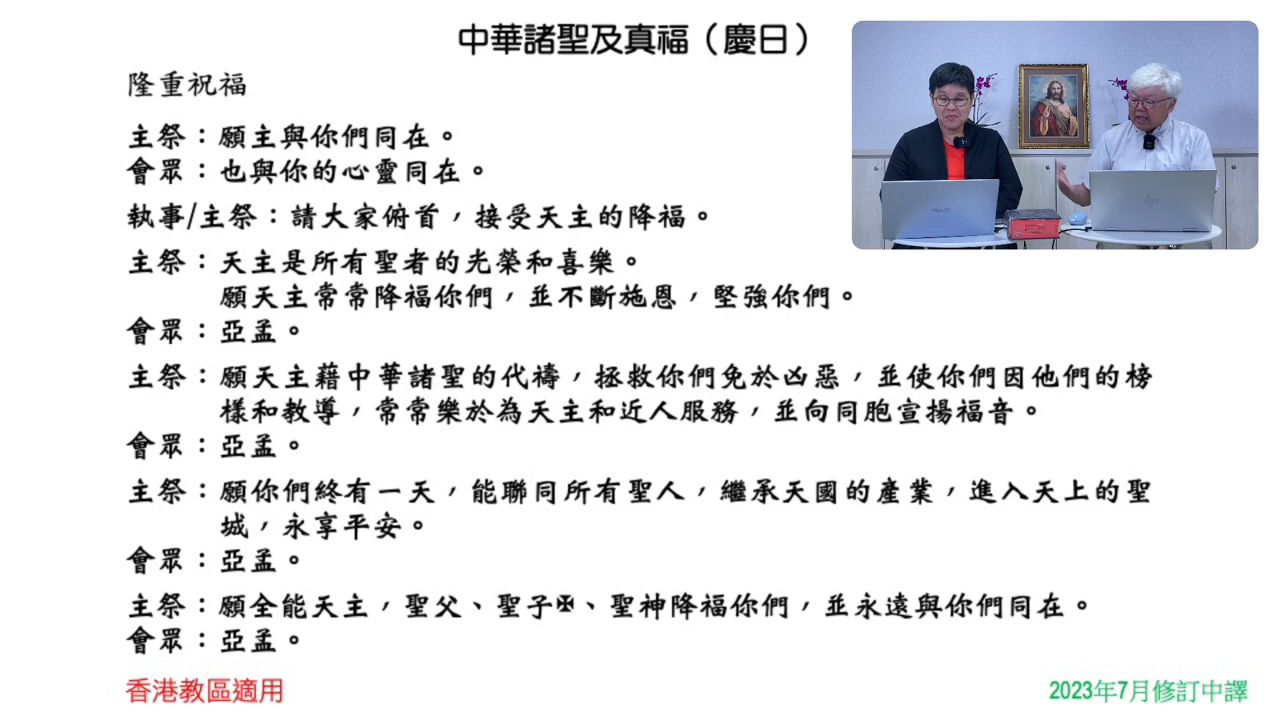 中華諸聖及真福（慶日）
隆重祝福
主祭：願主與你們同在。
會眾：也與你的心靈同在。
執事/主祭：請大家俯首，接受天主的降福。
主祭：天主是所有聖者的光榮和喜樂。
願天主常常降福你們，並不斷施恩，堅強你們。
會眾：亞孟。
主祭：願天主藉中華諸聖的代禱，拯救你們免於凶惡，並使你們因他們的榜
樣和教導，常常樂於為天主和近人服務，並向同胞宣揚福音。
會眾：亞孟。
主祭：願你們終有一天，能聯同所有聖人，繼承天國的產業，進入天上的聖
城，永享平安。
會眾：亞孟。
主祭：願全能天主，聖父、聖子✠、聖神降福你們，並永遠與你們同在。
會眾：亞孟。
香港教區適用
2023年7月修訂中譯
hp